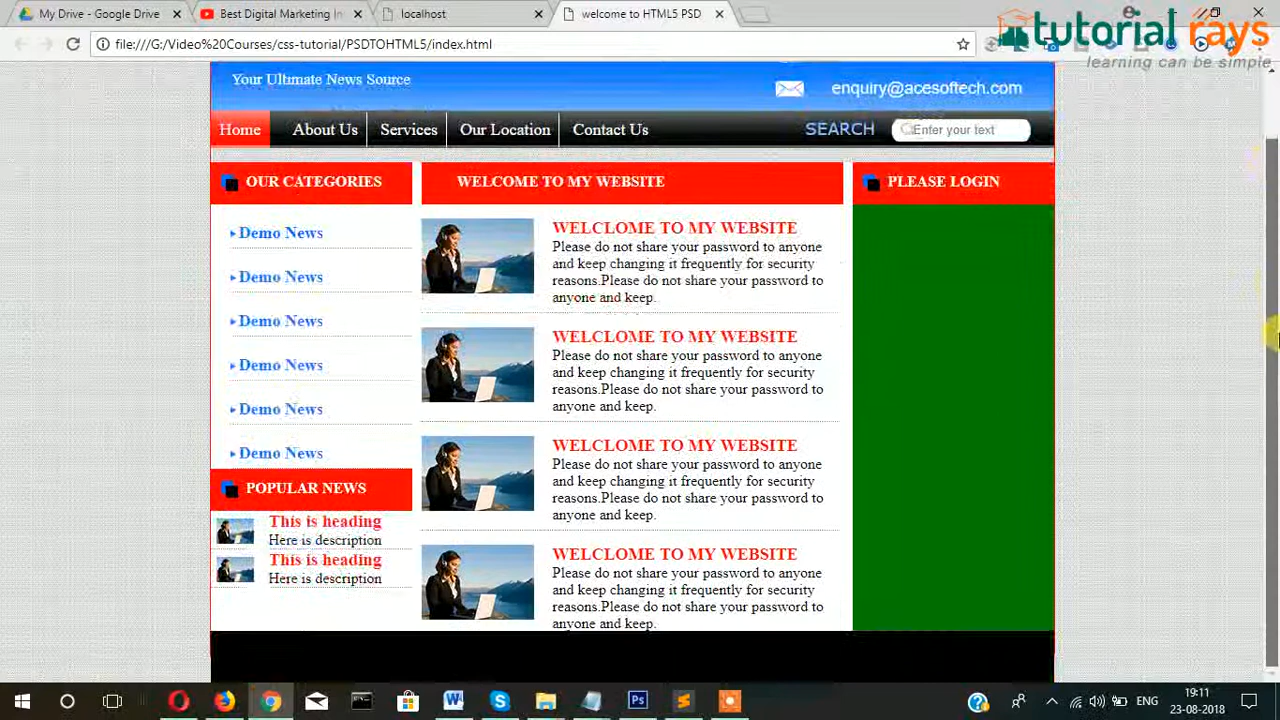 My Drive - Google Drive
Best Digital Marketing In
localhost
welcome to HTML5 PSD
file:///G:/Video%20Courses/css-tutorial/PSDTOHTML5/index.html
tutorial rays
learning can be simple
Your Ultimate News Source
enquiry@acesoftech.com
Home
About Us
Services
Our Location
Contact Us
SEARCH
Enter your text
OUR CATEGORIES
Demo News
Demo News
Demo News
Demo News
Demo News
Demo News
POPULAR NEWS
This is heading
Here is description
This is heading
Here is description
WELCOME TO MY WEBSITE
WELCLOME TO MY WEBSITE
Please do not share your password to anyone
and keep changing it frequently for security
reasons.Please do not share your password to
anyone and keep.
WELCLOME TO MY WEBSITE
Please do not share your password to anyone
and keep changing it frequently for security
reasons.Please do not share your password to
anyone and keep.
WELCLOME TO MY WEBSITE
Please do not share your password to anyone
and keep changing it frequently for security
reasons.Please do not share your password to
anyone and keep.
WELCLOME TO MY WEBSITE
Please do not share your password to anyone
and keep changing it frequently for security
reasons.Please do not share your password to
anyone and keep.
PLEASE LOGIN
ENG
19:11
23-08-2018